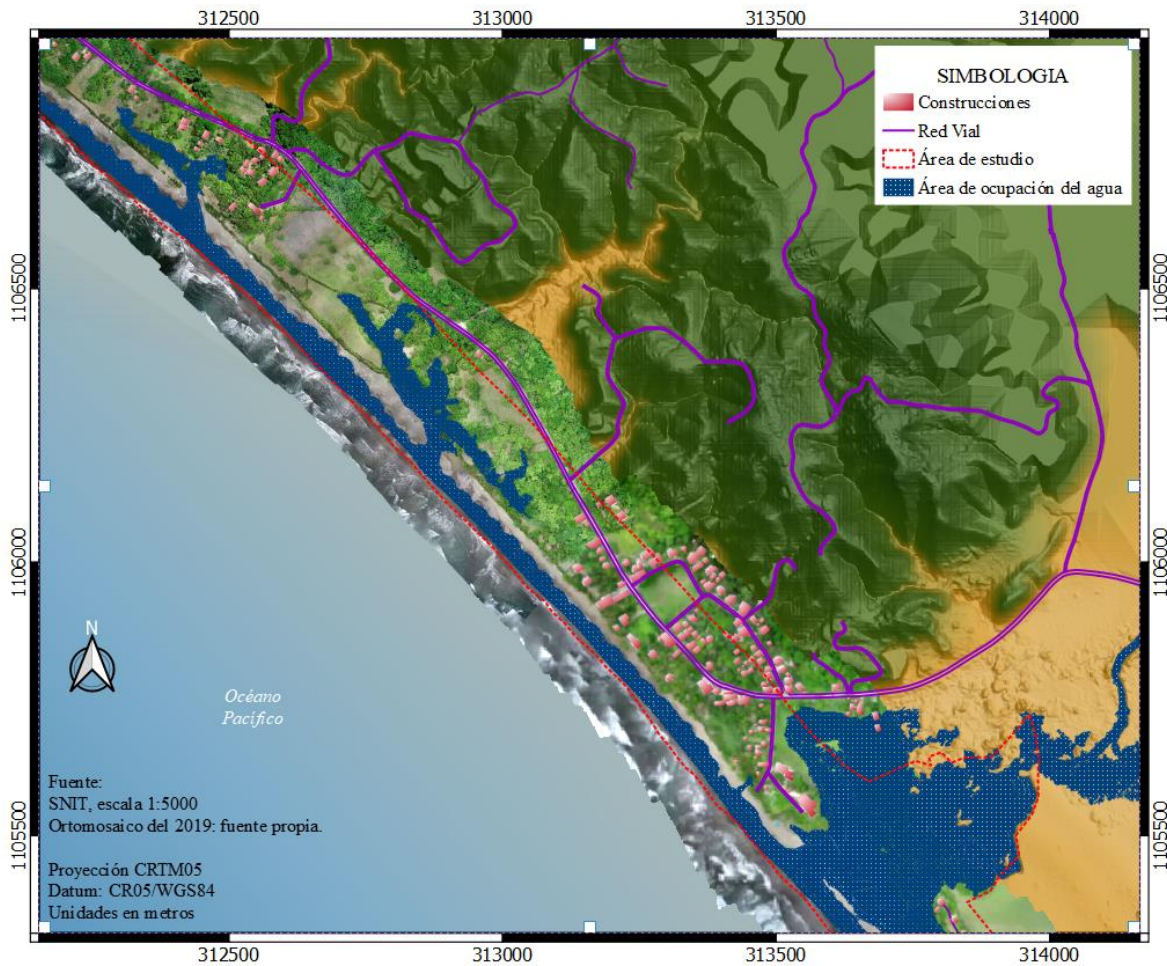 312500 313000 313500 314000
SIMBOLOGIA
Construcciones
Red Vial
Área de estudio
Área de ocupación del agua
1106500 1106500
1106000 1106000
1105500 1105500
N
Océano
Pacífico
Fuente:
SNIT, escala 1:5000
Ortomosaico del 2019: fuente propia.
Proyección CRTM05
Datum: CR05/WGS84
Unidades en metros
312500 313000 313500 314000